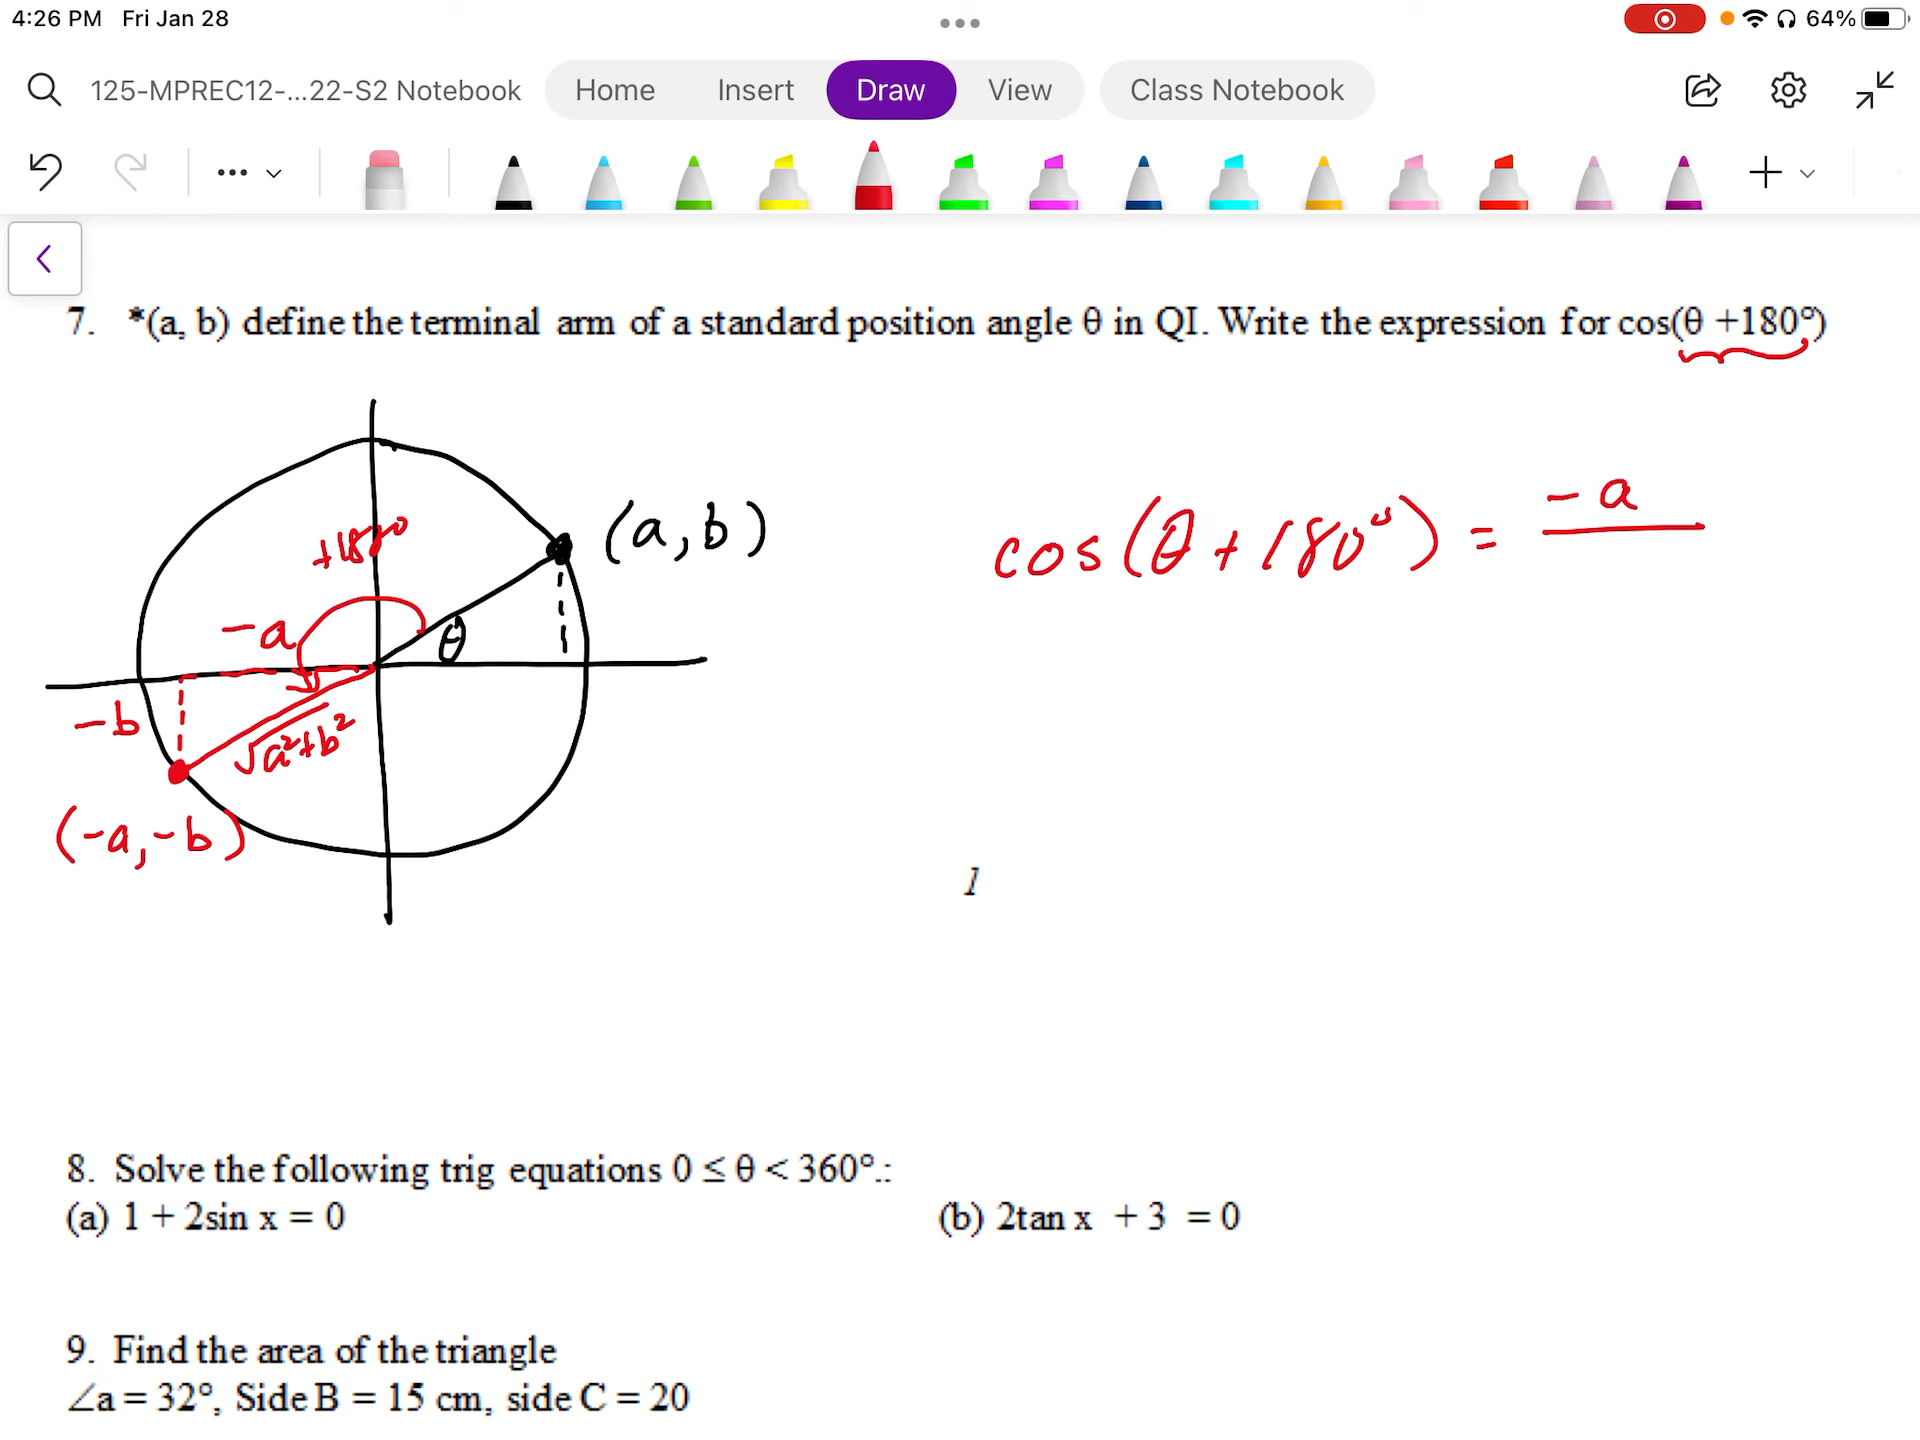 4:26 PM Fri Jan 28
64%
125-MPREC12-...22-S2 Notebook Home Insert Draw View Class Notebook
7. *(a, b) define the terminal arm of a standard position angle θ in QI. Write the expression for cos(θ +180°)
(a,b)
+180°
-a
θ
-b
√a²+b²
(-a,-b)
cos(θ+180°) = -a
1
8. Solve the following trig equations 0 ≤ θ < 360°.:
(a) 1 + 2sin x = 0
(b) 2tan x + 3 = 0
9. Find the area of the triangle
∠a = 32°, Side B = 15 cm, side C = 20